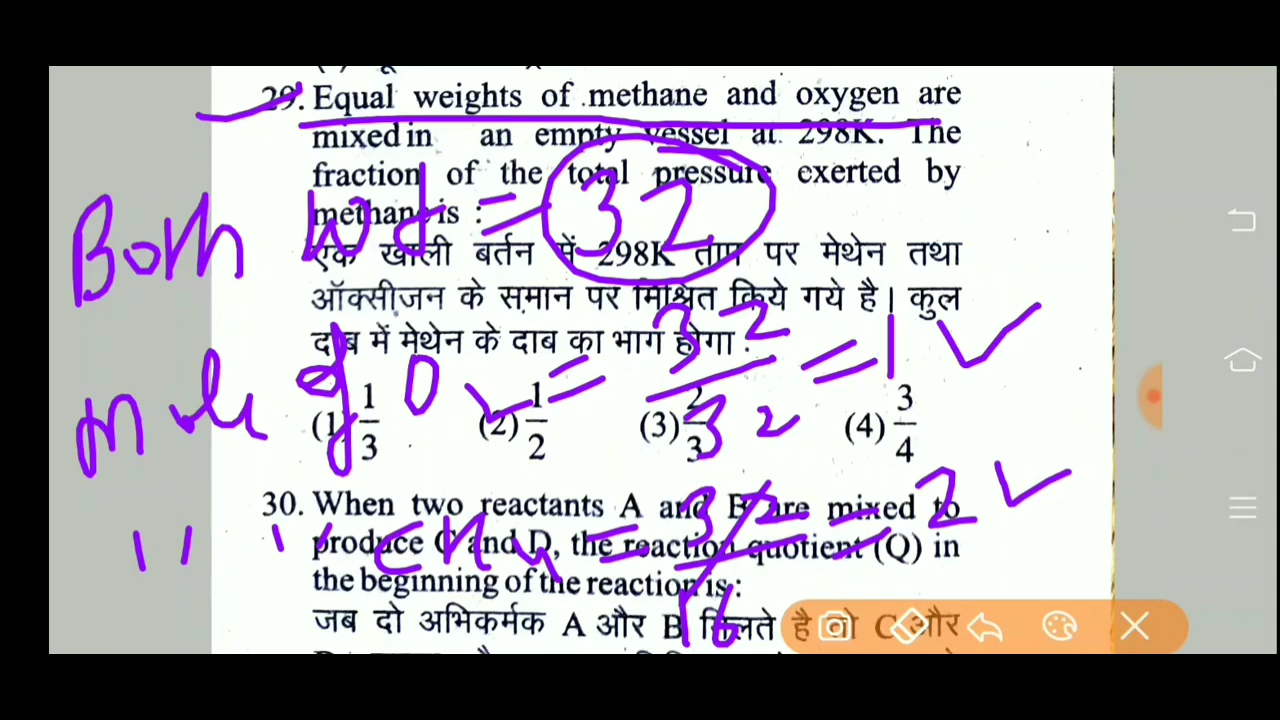 29. Equal weights of methane and oxygen are
mixed in an empty vessel at 298K. The
fraction of the total pressure exerted by
methane is :
एक खाली बर्तन में 298K ताप पर मेथेन तथा
ऑक्सीजन के समान पर मिश्रित किये गये है। कुल
दाब में मेथेन के दाब का भाग होगा :
(1) 1/3 (2) 1/2 (3) 2/3 (4) 3/4
30. When two reactants A and B are mixed to
produce C and D, the reaction quotient (Q) in
the beginning of the reaction is :
जब दो अभिकर्मक A और B मिलते है तो C और
Both wt = 32
Mole of O2 = 32/32 = 1
" " " CH4 = 32/16 = 2